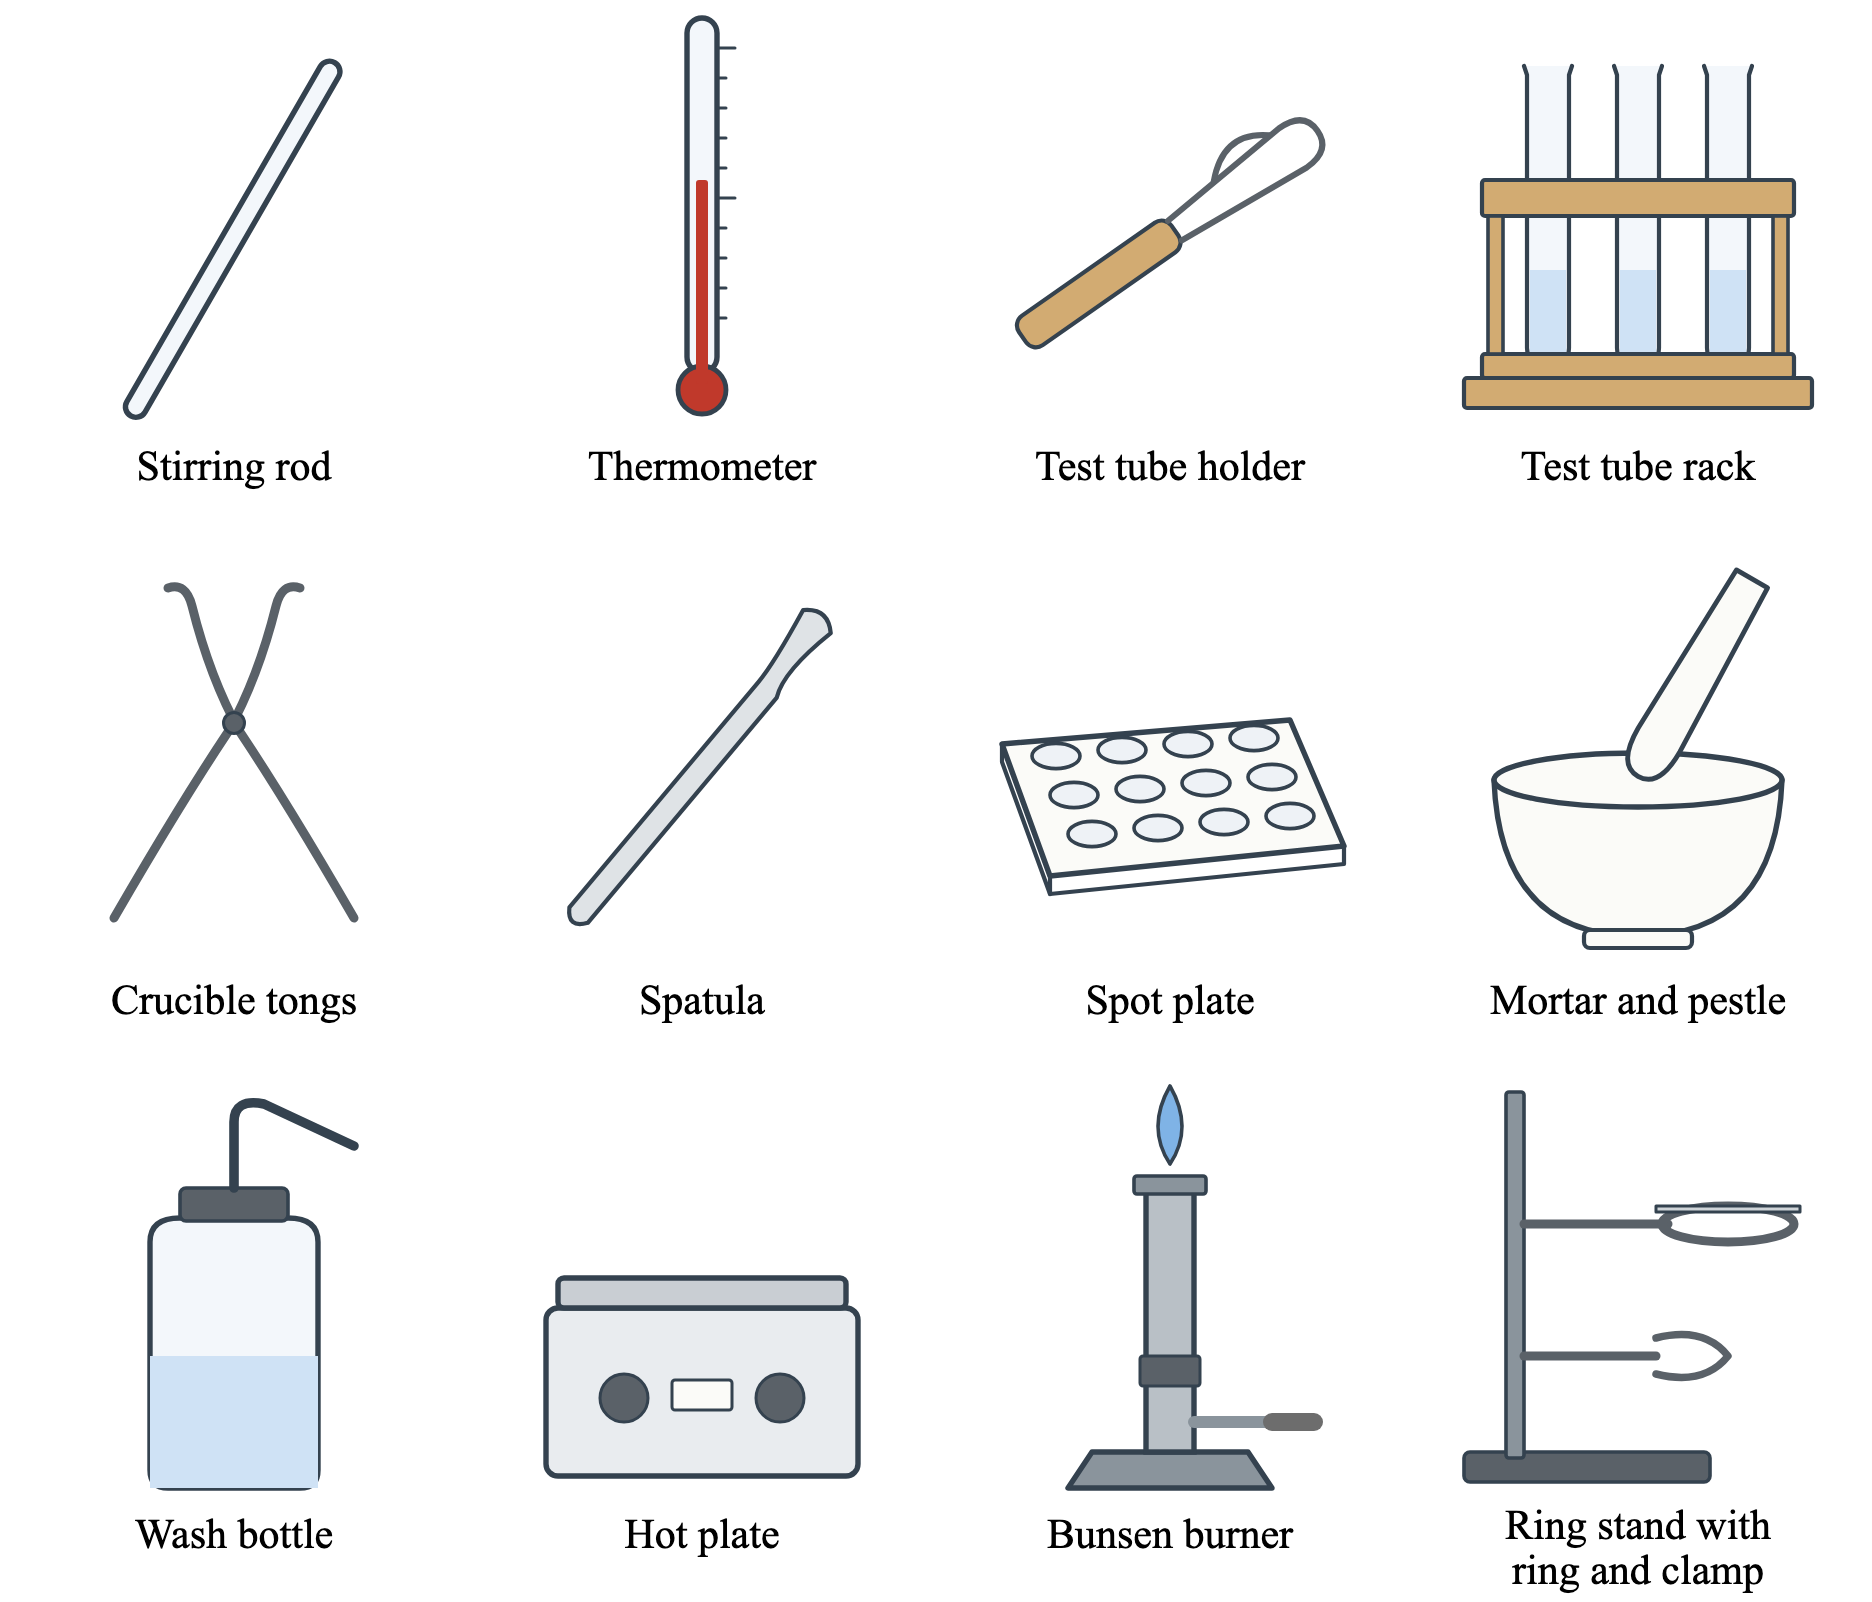 Stirring rod
Thermometer
Test tube holder
Test tube rack
Crucible tongs
Spatula
Spot plate
Mortar and pestle
Wash bottle
Hot plate
Bunsen burner
Ring stand with
ring and clamp